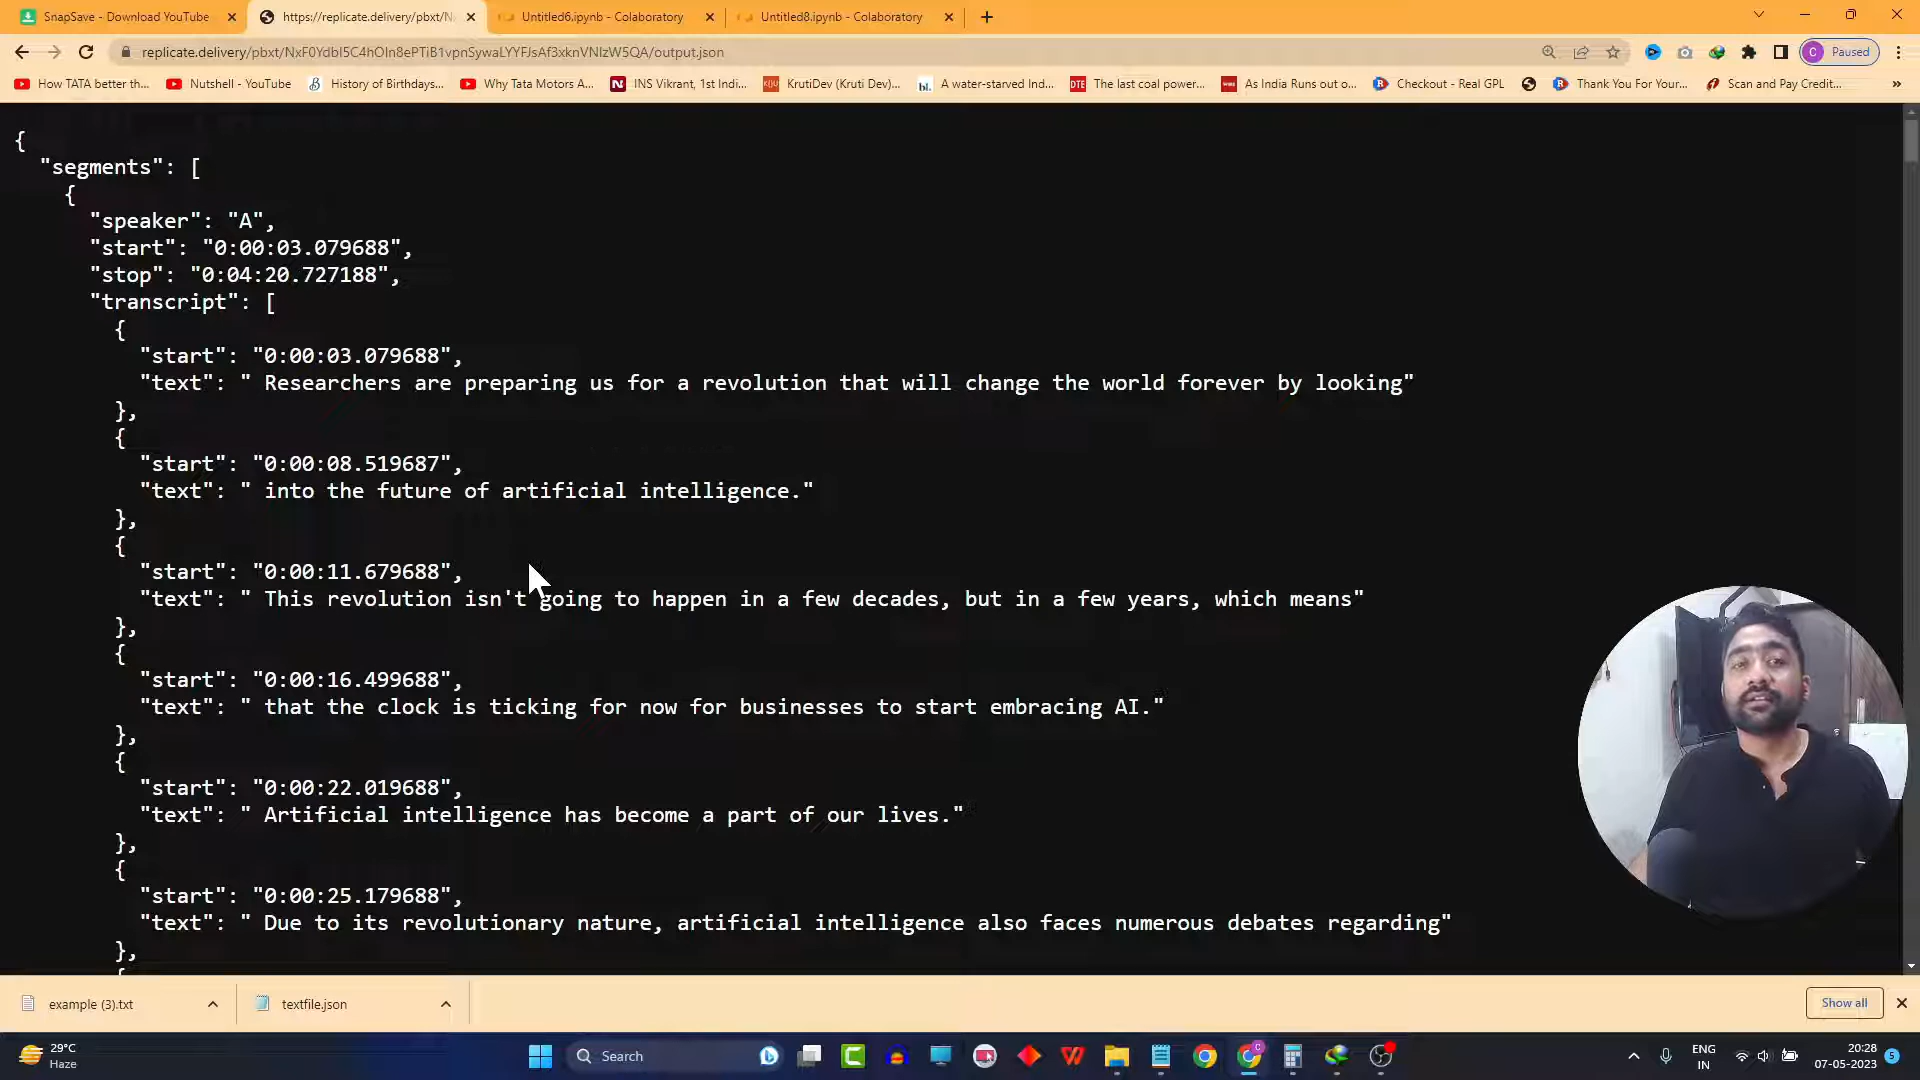 SnapSave - Download YouTube
https://replicate.delivery/pbxt/N
Untitled6.ipynb - Colaboratory
Untitled8.ipynb - Colaboratory
replicate.delivery/pbxt/NxF0YdbI5C4hOIn8ePTiB1vpnSywaLYYFJsAf3xknVNIzW5QA/output.json
Paused
How TATA better th...
Nutshell - YouTube
History of Birthdays...
Why Tata Motors A...
INS Vikrant, 1st Indi...
KrutiDev (Kruti Dev)...
A water-starved Ind...
The last coal power...
As India Runs out o...
Checkout - Real GPL
Thank You For Your...
Scan and Pay Credit...
{
"segments": [
{
"speaker": "A",
"start": "0:00:03.079688",
"stop": "0:04:20.727188",
"transcript": [
{
"start": "0:00:03.079688",
"text": " Researchers are preparing us for a revolution that will change the world forever by looking"
},
{
"start": "0:00:08.519687",
"text": " into the future of artificial intelligence."
},
{
"start": "0:00:11.679688",
"text": " This revolution isn't going to happen in a few decades, but in a few years, which means"
},
{
"start": "0:00:16.499688",
"text": " that the clock is ticking for now for businesses to start embracing AI."
},
{
"start": "0:00:22.019688",
"text": " Artificial intelligence has become a part of our lives."
},
{
"start": "0:00:25.179688",
"text": " Due to its revolutionary nature, artificial intelligence also faces numerous debates regarding"
},
example (3).txt
textfile.json
Show all
29°C
Haze
Search
ENG
IN
20:28
07-05-2023
5